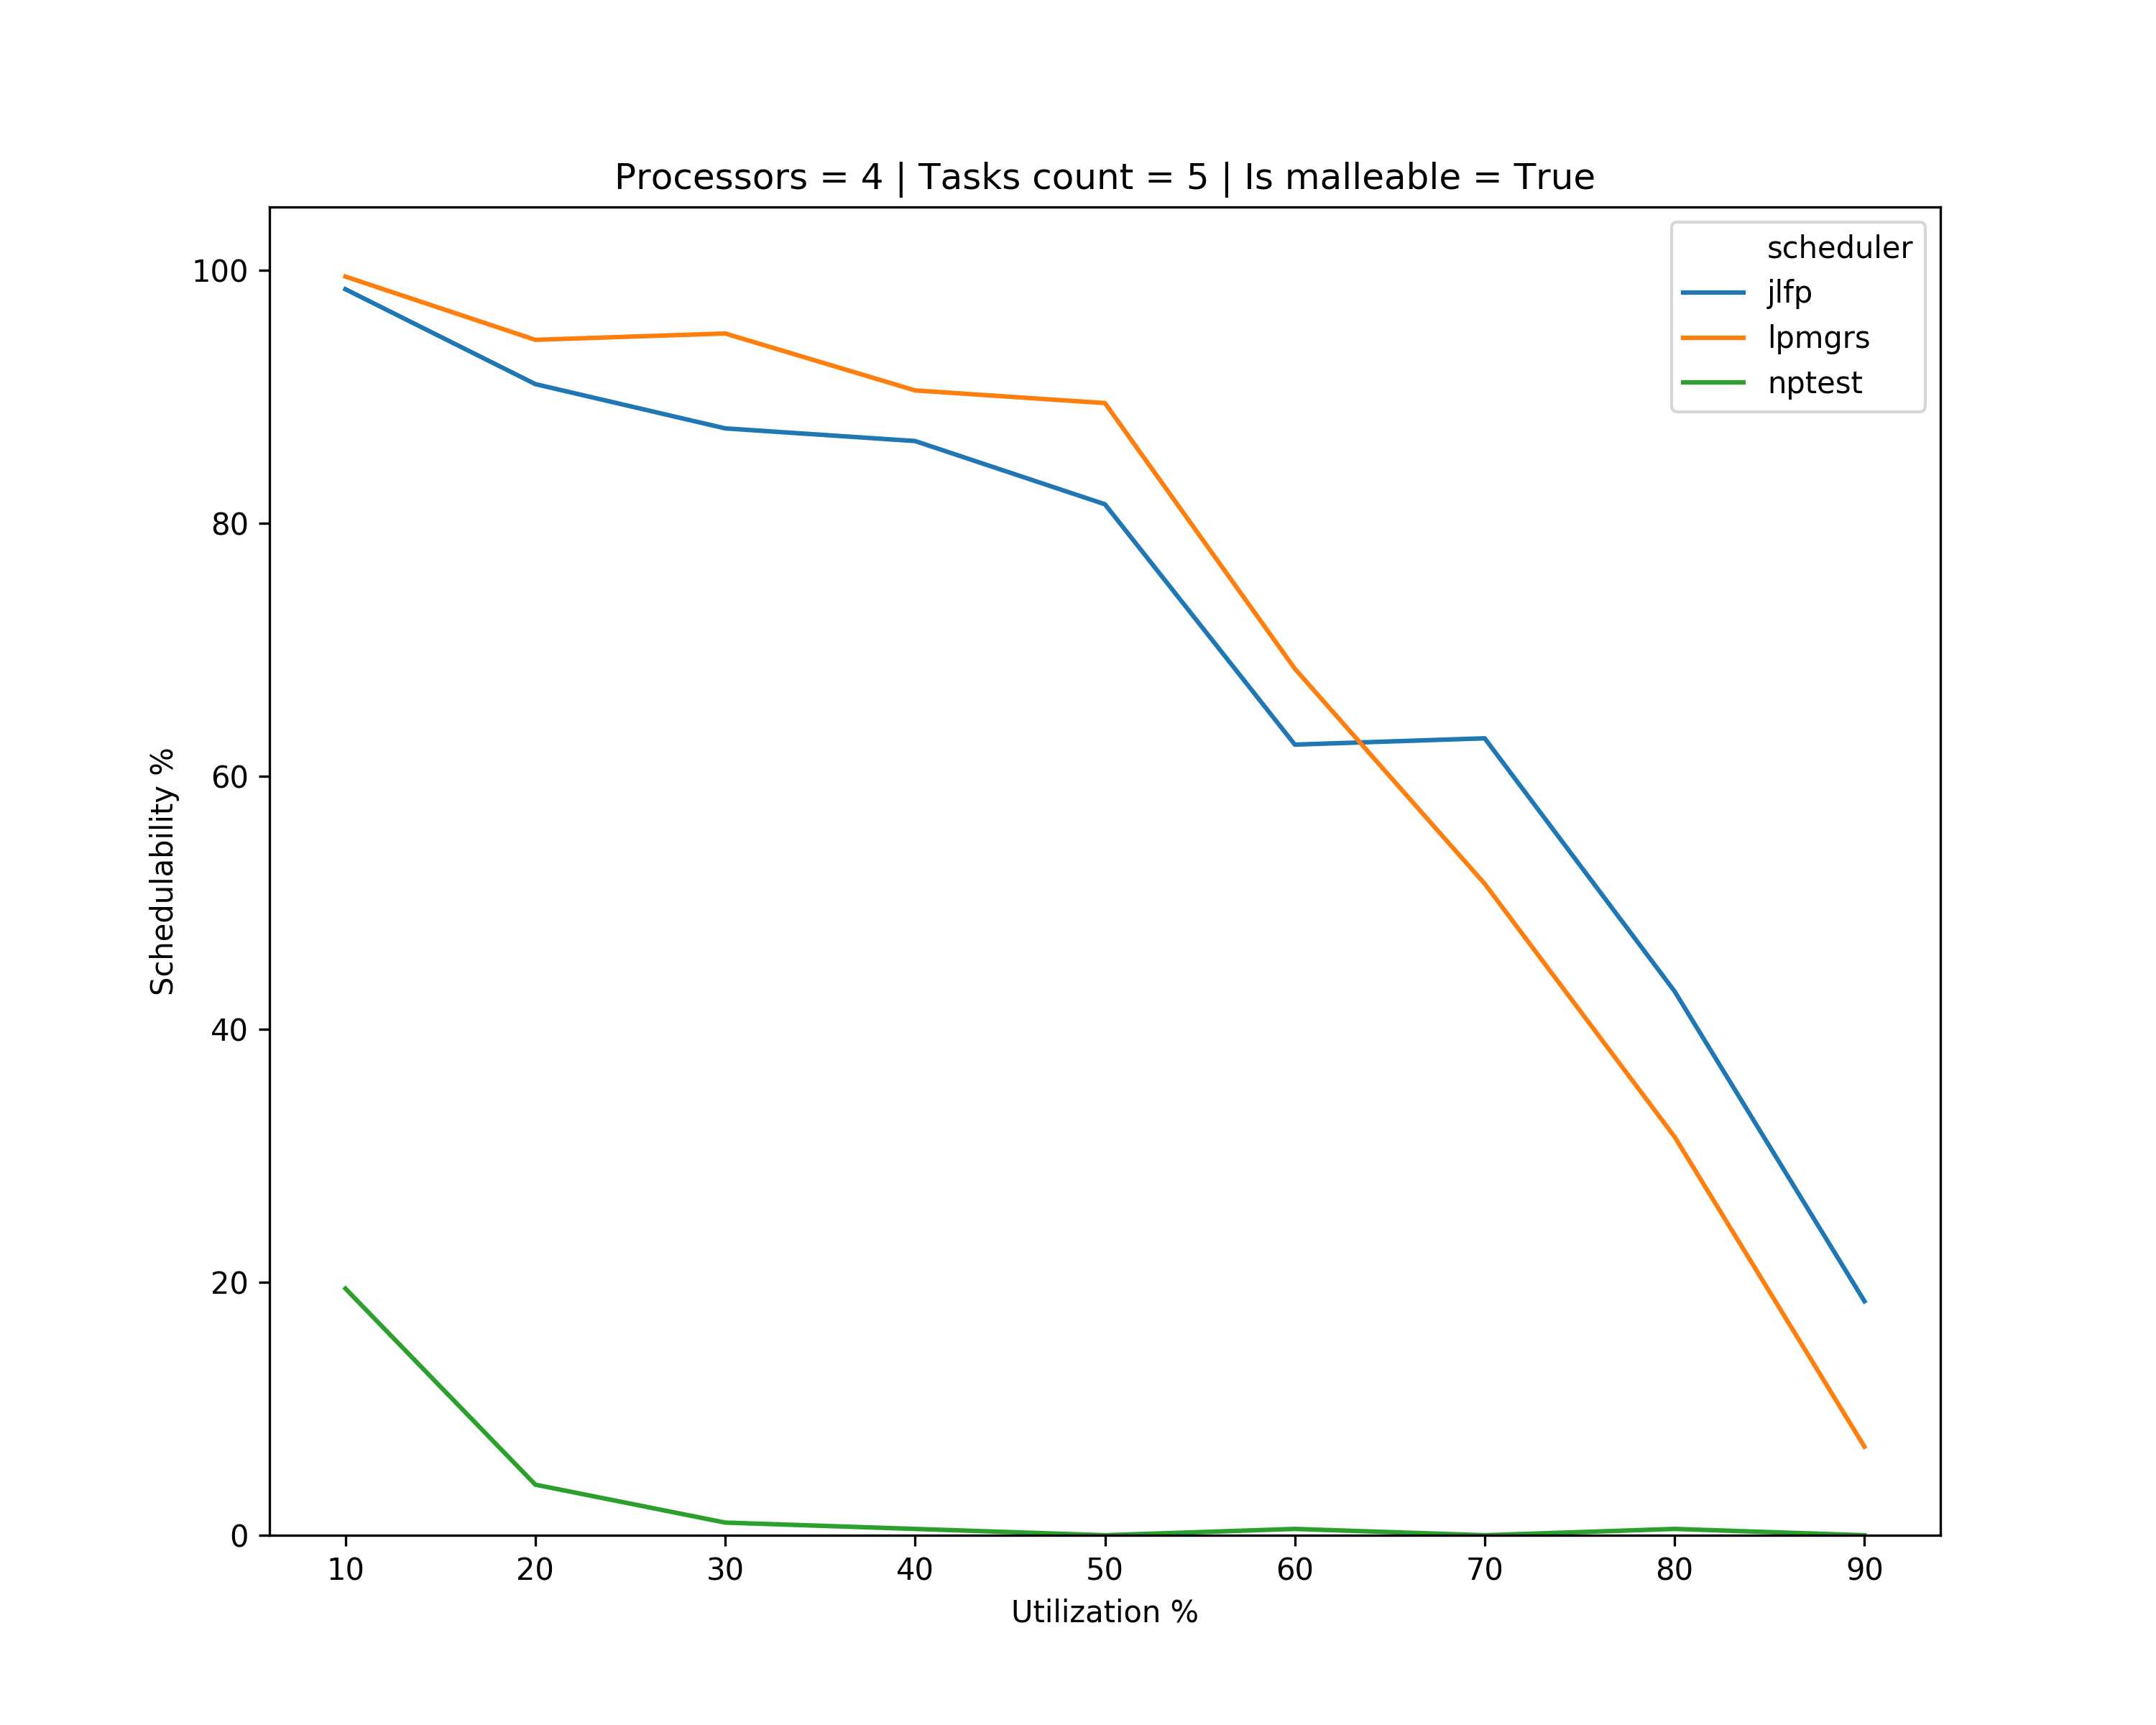 Processors = 4 | Tasks count = 5 | Is malleable = True
scheduler
jlfp
lpmgrs
nptest
Schedulability %
100
80
60
40
20
0
10 20 30 40 50 60 70 80 90
Utilization %